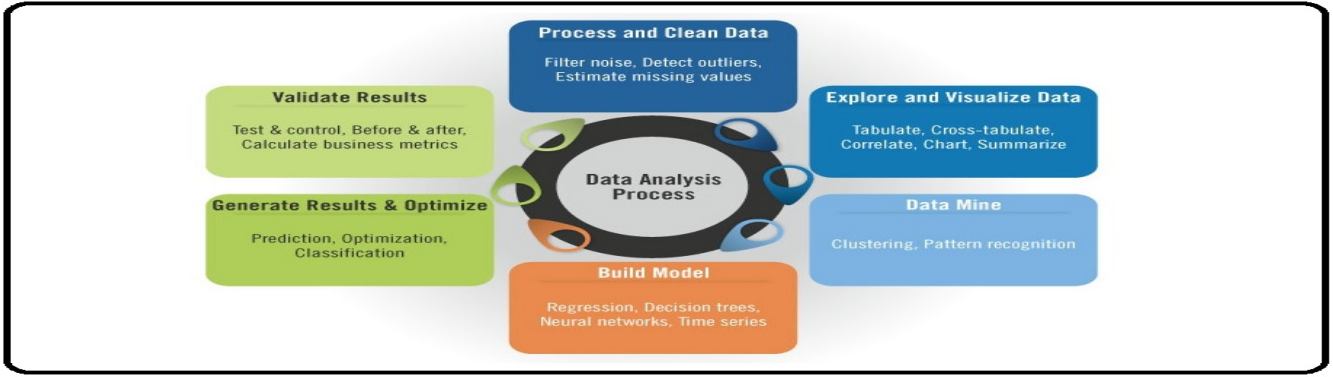 Process and Clean Data
Filter noise, Detect outliers,
Estimate missing values
Explore and Visualize Data
Tabulate, Cross-tabulate,
Correlate, Chart, Summarize
Data Mine
Clustering, Pattern recognition
Build Model
Regression, Decision trees,
Neural networks, Time series
Generate Results & Optimize
Prediction, Optimization,
Classification
Validate Results
Test & control, Before & after,
Calculate business metrics
Data Analysis
Process